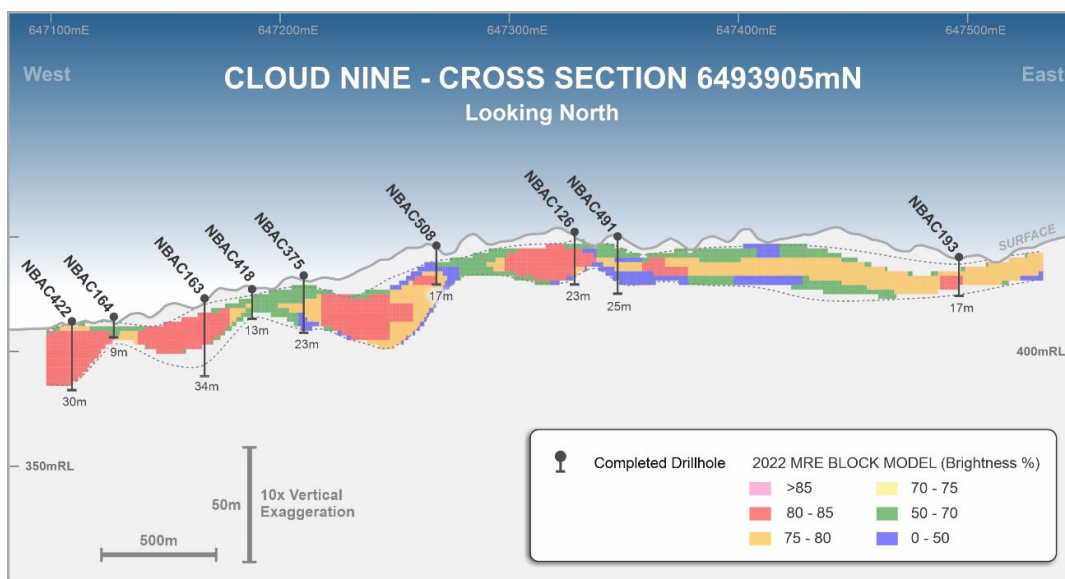 647100mE
647200mE
647300mE
647400mE
647500mE
West
CLOUD NINE - CROSS SECTION 6493905mN
East
Looking North
NBAC422
NBAC164
NBAC163
NBAC418
NBAC375
NBAC508
NBAC126
NBAC491
NBAC193
SURFACE
30m
9m
34m
13m
23m
17m
23m
25m
17m
400mRL
350mRL
50m
10x Vertical
Exaggeration
500m
Completed Drillhole
2022 MRE BLOCK MODEL (Brightness %)
>85
80 - 85
75 - 80
70 - 75
50 - 70
0 - 50